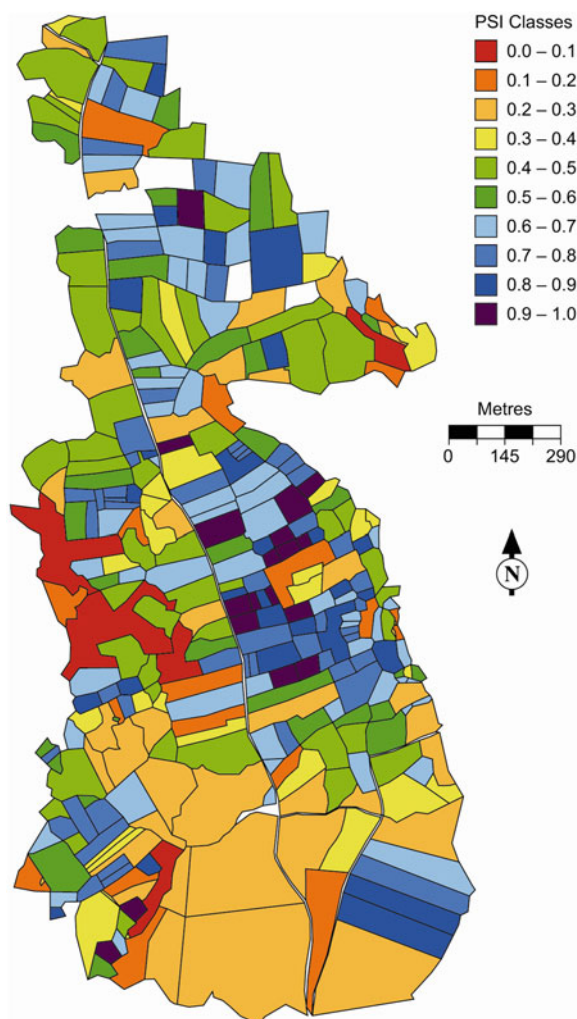 PSI Classes
0.0 – 0.1
0.1 – 0.2
0.2 – 0.3
0.3 – 0.4
0.4 – 0.5
0.5 – 0.6
0.6 – 0.7
0.7 – 0.8
0.8 – 0.9
0.9 – 1.0
Metres
0 145 290
N